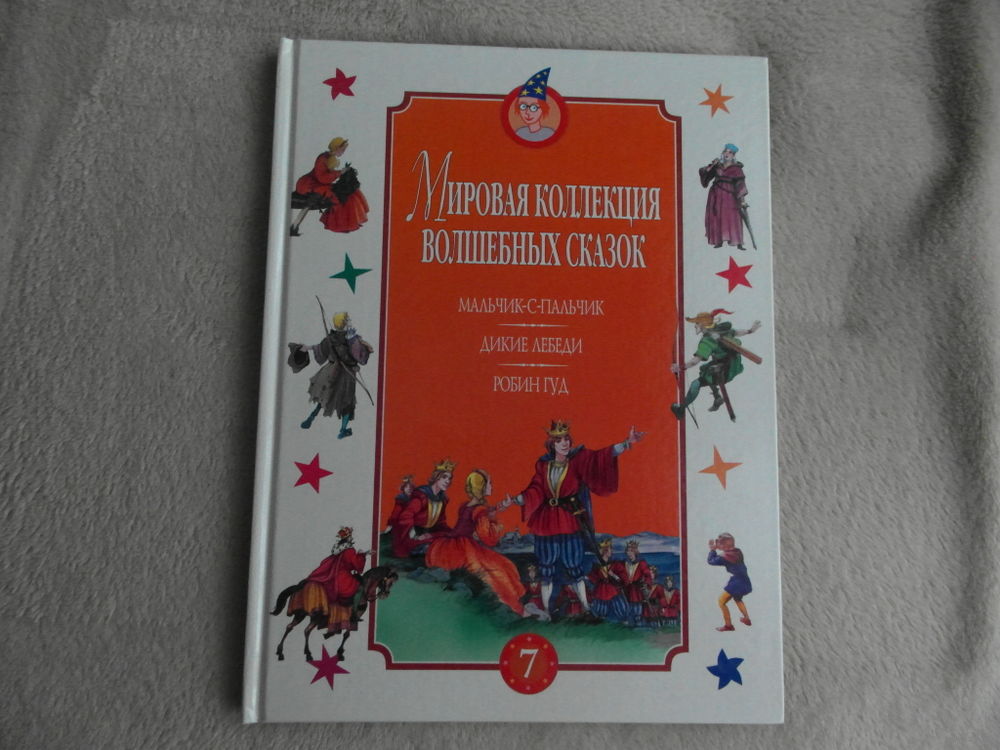 Мировая коллекция
волшебных сказок
мальчик-с-пальчик
дикие лебеди
робин гуд
7